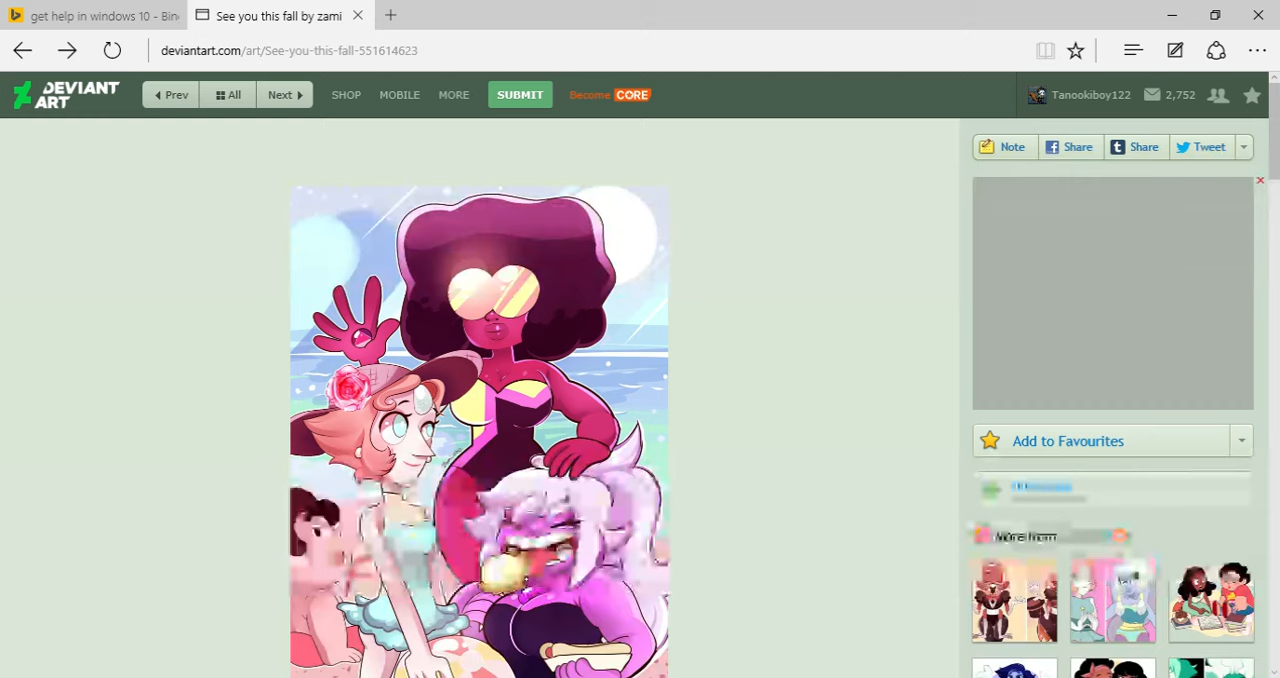 get help in windows 10 - Bin
See you this fall by zami
deviantart.com/art/See-you-this-fall-551614623
DEVIANT ART
Prev
All
Next
SHOP
MOBILE
MORE
SUBMIT
Become CORE
Tanookiboy122
2,752
Note
Share
Share
Tweet
Add to Favourites
More from